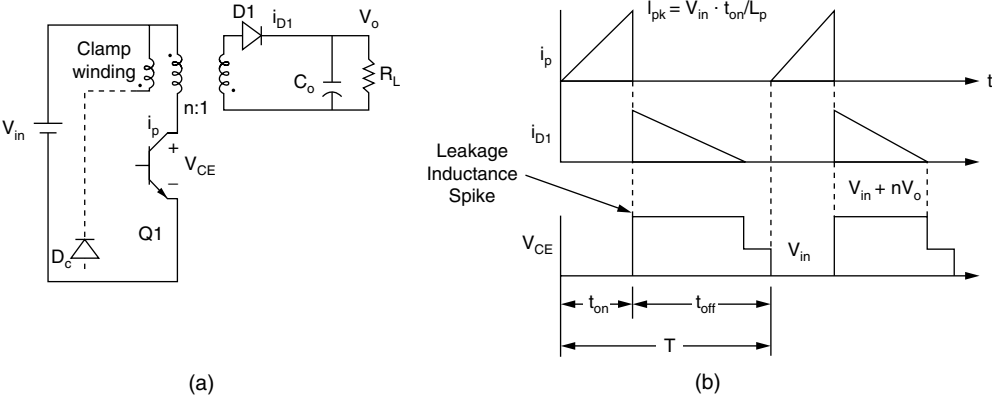 D1
i_D1
V_o
Clamp
winding
n:1
C_o
R_L
V_in
i_p
+
V_CE
–
Q1
D_c
(a)
I_pk = V_in · t_on/L_p
i_p
t
i_D1
Leakage
Inductance
Spike
V_in + nV_o
V_CE
V_in
t_on
t_off
T
(b)